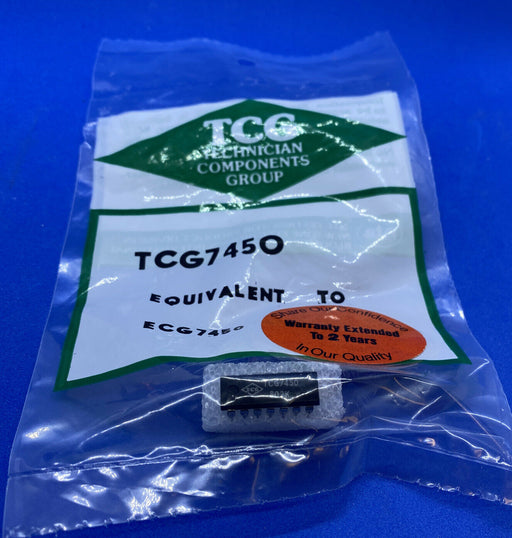 TCG
TECHNICIAN
COMPONENTS
GROUP
TCG7450
EQUIVALENT TO
ECG7450
Share Our Confidence
Warranty Extended
To 2 Years
In Our Quality
TCG7450